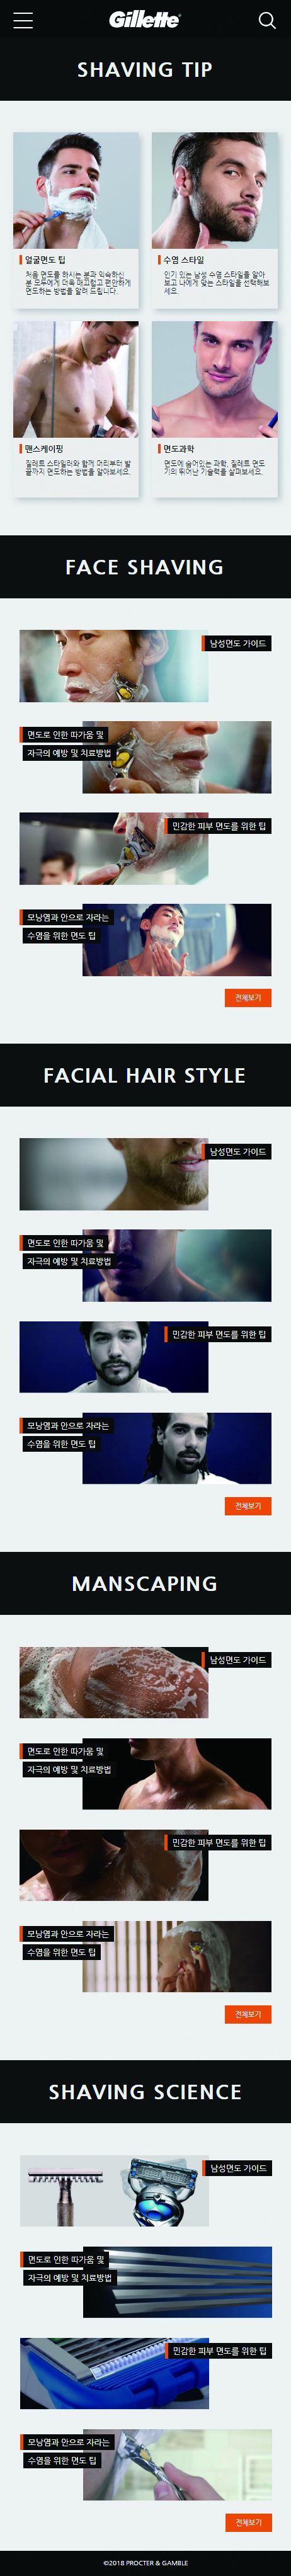 Gillette
SHAVING TIP
얼굴면도 팁
처음 면도를 하시는 분과 익숙하신
분 모두에게 더욱 매끄럽고 편안하게
면도하는 방법을 알려 드립니다.
수염 스타일
인기 있는 남성 수염 스타일을 알아
보고 나에게 맞는 스타일을 선택해보
세요.
맨스케이핑
질레트 스타일러와 함께 머리부터 발
끝까지 면도하는 방법을 알아보세요.
면도과학
면도에 숨어있는 과학, 질레트 면도
기의 뛰어난 기술력을 살펴보세요.
FACE SHAVING
남성면도 가이드
면도로 인한 따가움 및
자극의 예방 및 치료방법
민감한 피부 면도를 위한 팁
모낭염과 안으로 자라는
수염을 위한 면도 팁
전체보기
FACIAL HAIR STYLE
남성면도 가이드
면도로 인한 따가움 및
자극의 예방 및 치료방법
민감한 피부 면도를 위한 팁
모낭염과 안으로 자라는
수염을 위한 면도 팁
전체보기
MANSCAPING
남성면도 가이드
면도로 인한 따가움 및
자극의 예방 및 치료방법
민감한 피부 면도를 위한 팁
모낭염과 안으로 자라는
수염을 위한 면도 팁
전체보기
SHAVING SCIENCE
남성면도 가이드
면도로 인한 따가움 및
자극의 예방 및 치료방법
민감한 피부 면도를 위한 팁
모낭염과 안으로 자라는
수염을 위한 면도 팁
전체보기
©2018 PROCTER & GAMBLE